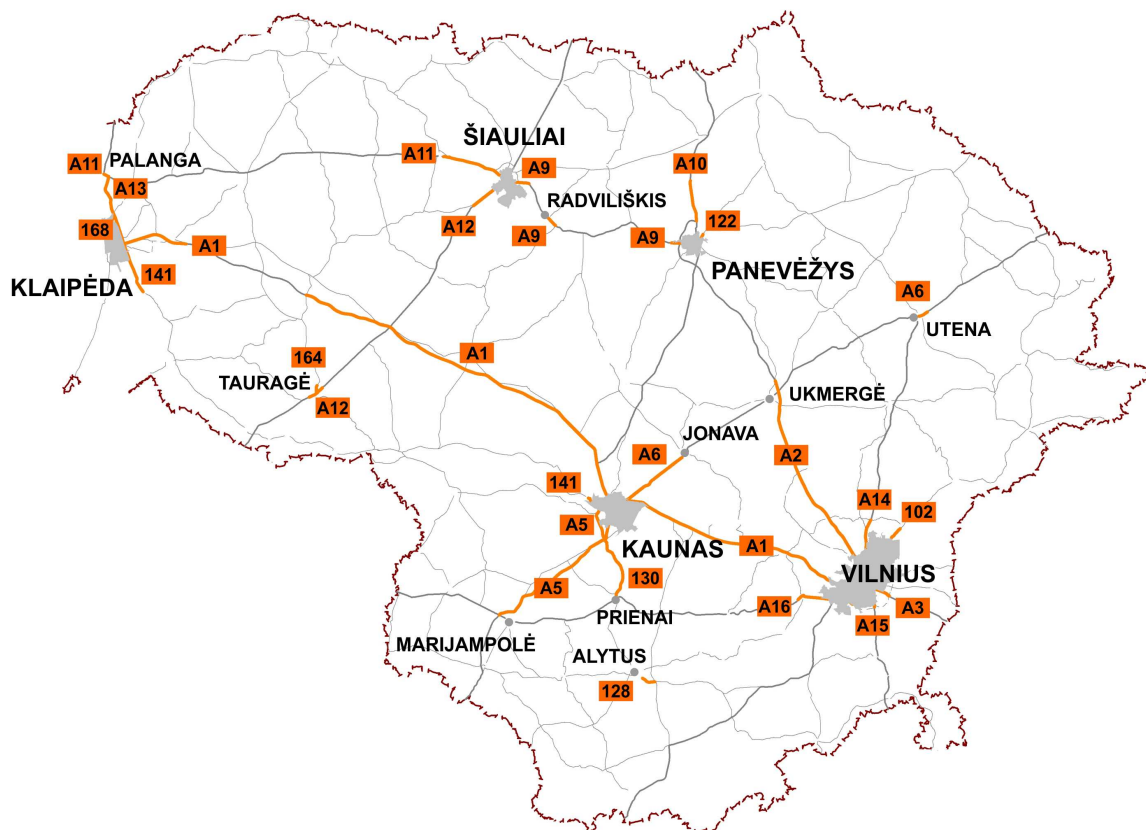 ŠIAULIAI
A11
A11
PALANGA
A9
A10
A13
RADVILIŠKIS
168
A12
A9
A9
122
A1
PANEVĖŽYS
141
KLAIPĖDA
A6
UTENA
164
A1
TAURAGĖ
A12
UKMERGĖ
JONAVA
A6
A2
141
A14
102
A5
KAUNAS
A1
VILNIUS
A5
130
A16
A3
PRIENAI
A15
MARIJAMPOLĖ
ALYTUS
128